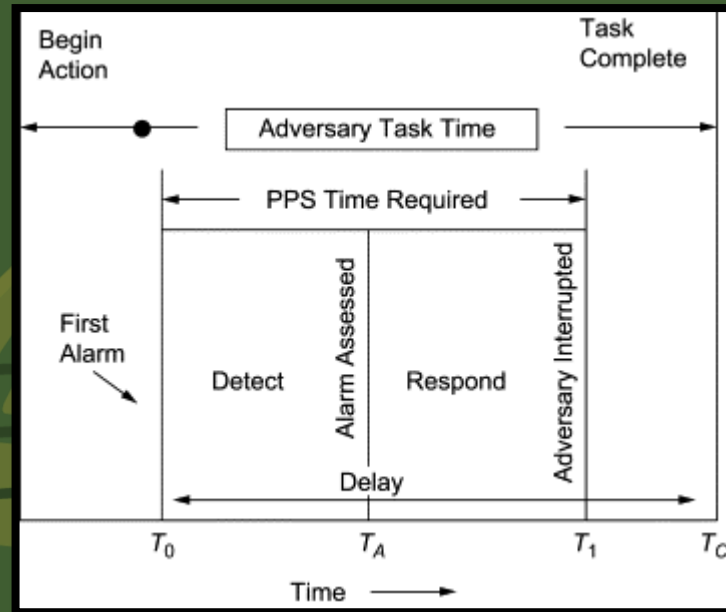 Begin
Action
Task
Complete
Adversary Task Time
PPS Time Required
First
Alarm
Detect
Alarm Assessed
Respond
Adversary Interrupted
Delay
T0
TA
T1
TC
Time